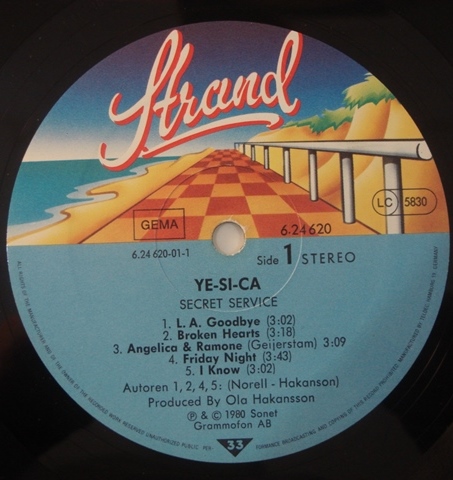 Strand
GEMA
LC 5830
6.24 620
6.24 620-01-1
Side 1 STEREO
YE-SI-CA
SECRET SERVICE
1. L. A. Goodbye (3:02)
2. Broken Hearts (3:18)
3. Angelica & Ramone (Geijerstam) 3:09
4. Friday Night (3:43)
5. I Know (3:02)
Autoren 1, 2, 4, 5: (Norell - Hakanson)
Produced By Ola Hakansson
℗ & © 1980 Sonet
Grammofon AB
33